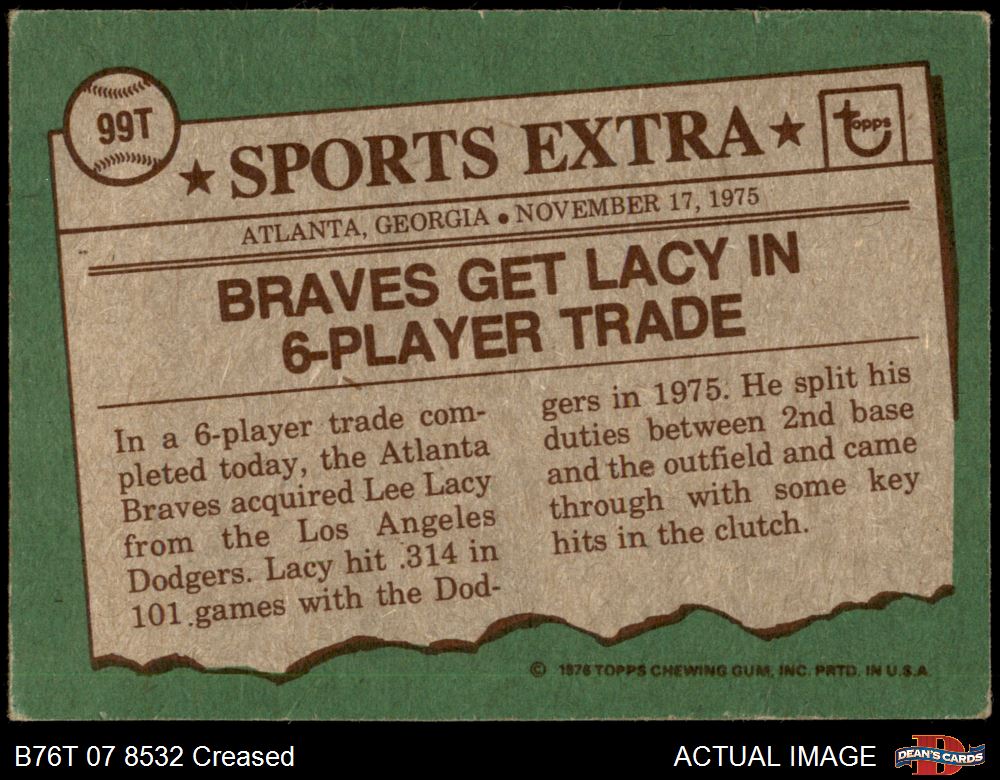 99T
★ SPORTS EXTRA ★
topps
ATLANTA, GEORGIA ● NOVEMBER 17, 1975
BRAVES GET LACY IN
6-PLAYER TRADE
In a 6-player trade com-
pleted today, the Atlanta
Braves acquired Lee Lacy
from the Los Angeles
Dodgers. Lacy hit .314 in
101 games with the Dod-
gers in 1975. He split his
duties between 2nd base
and the outfield and came
through with some key
hits in the clutch.
© 1976 TOPPS CHEWING GUM, INC. PRTD. IN U.S.A.
B76T 07 8532 Creased
ACTUAL IMAGE
DEAN'S CARDS